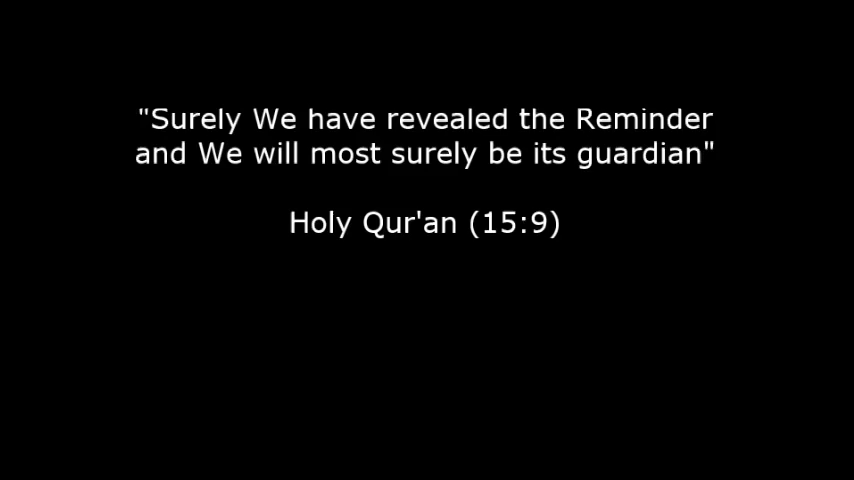 "Surely We have revealed the Reminder
and We will most surely be its guardian"
Holy Qur'an (15:9)